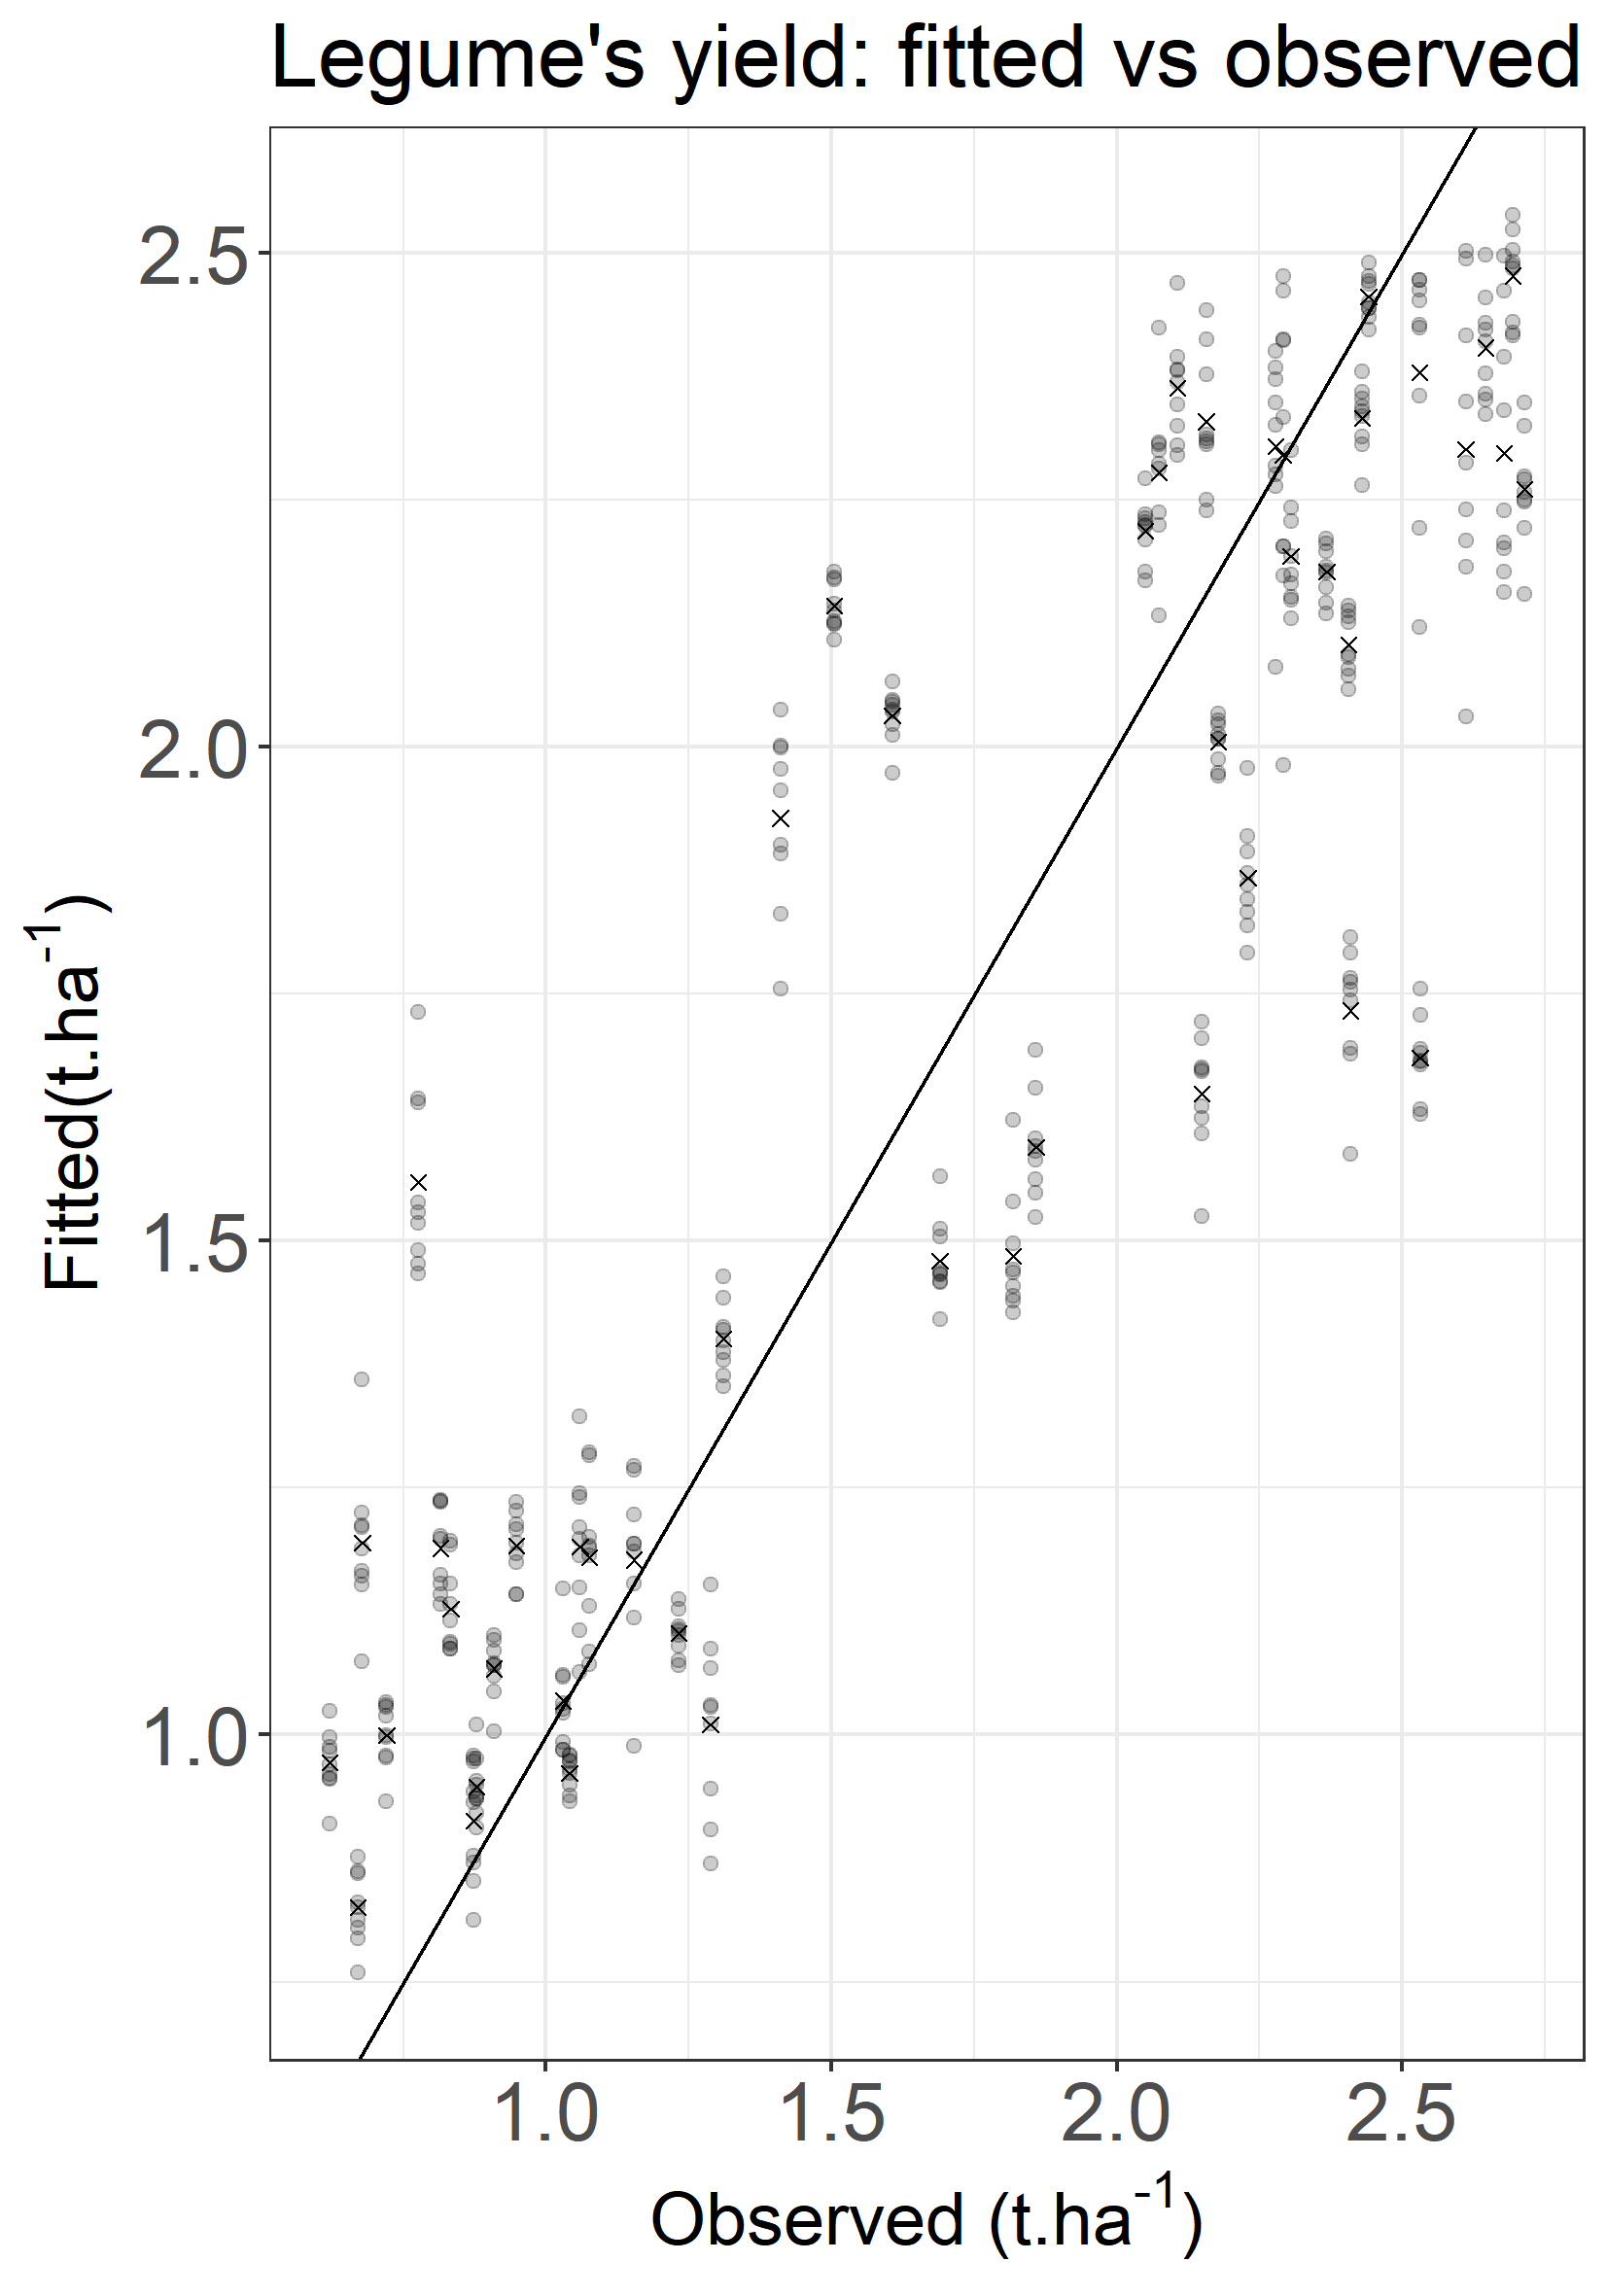 Legume's yield: fitted vs observed
2.5
2.0
1.5
1.0
Fitted(t.ha⁻¹)
1.0 1.5 2.0 2.5
Observed (t.ha⁻¹)